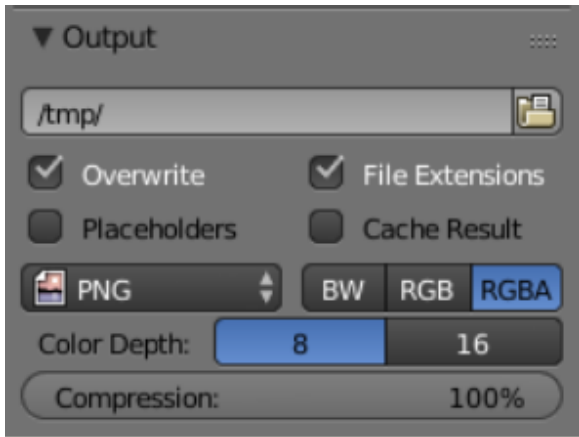 Output
/tmp/
Overwrite File Extensions
Placeholders Cache Result
PNG BW RGB RGBA
Color Depth: 8 16
Compression: 100%